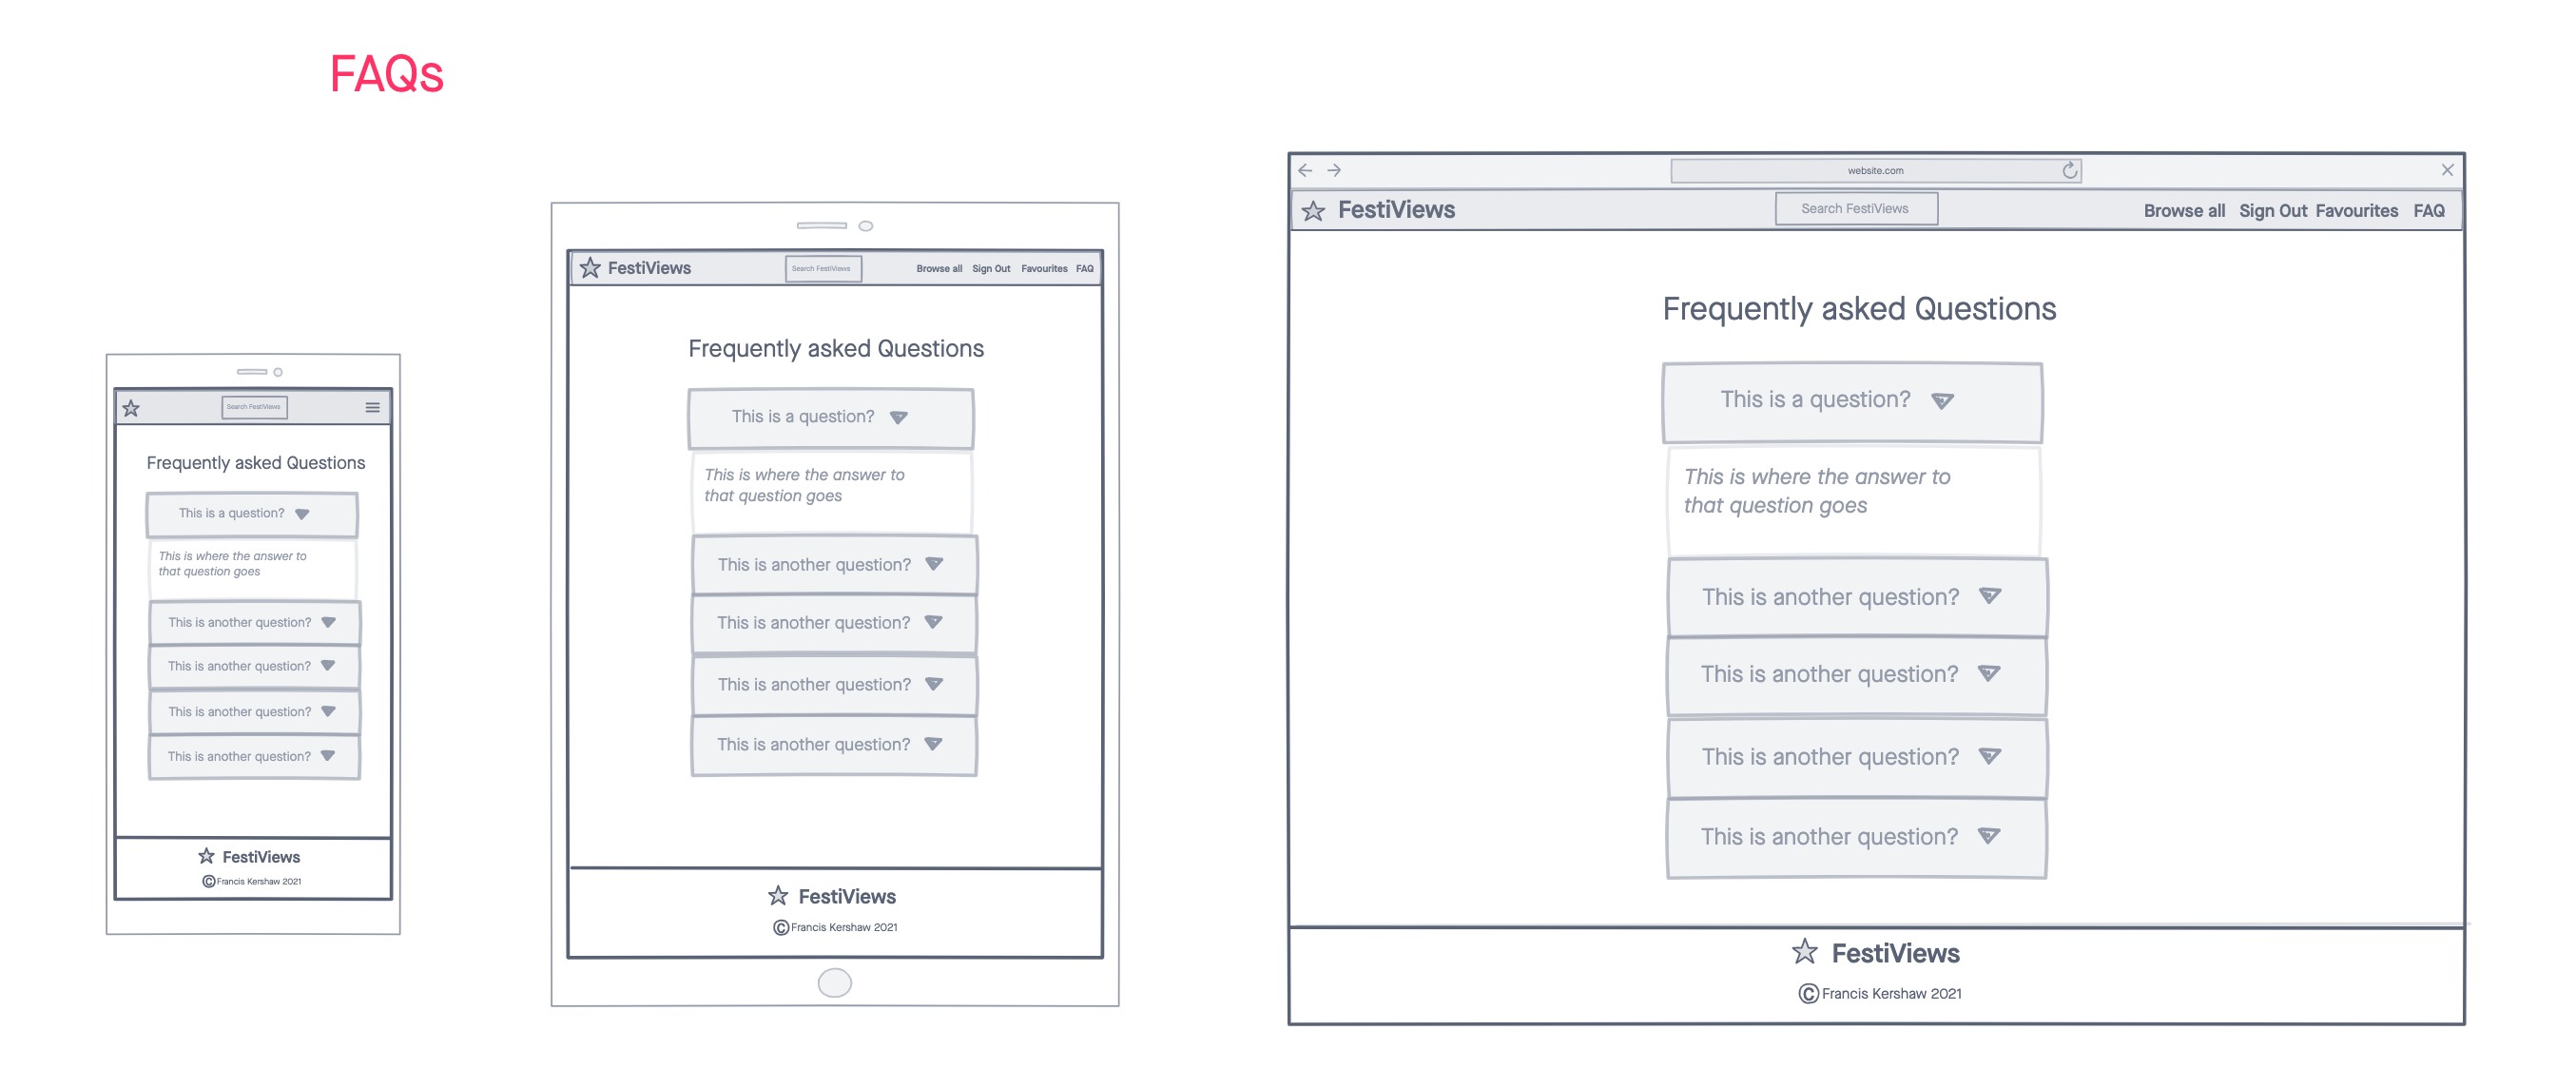 FAQs
Search FestiViews
Frequently asked Questions
This is a question?
This is where the answer to
that question goes
This is another question?
This is another question?
This is another question?
This is another question?
FestiViews
© Francis Kershaw 2021
FestiViews
Search FestiViews
Browse all Sign Out Favourites FAQ
Frequently asked Questions
This is a question?
This is where the answer to
that question goes
This is another question?
This is another question?
This is another question?
This is another question?
FestiViews
© Francis Kershaw 2021
website.com
FestiViews
Search FestiViews
Browse all Sign Out Favourites FAQ
Frequently asked Questions
This is a question?
This is where the answer to
that question goes
This is another question?
This is another question?
This is another question?
This is another question?
FestiViews
© Francis Kershaw 2021